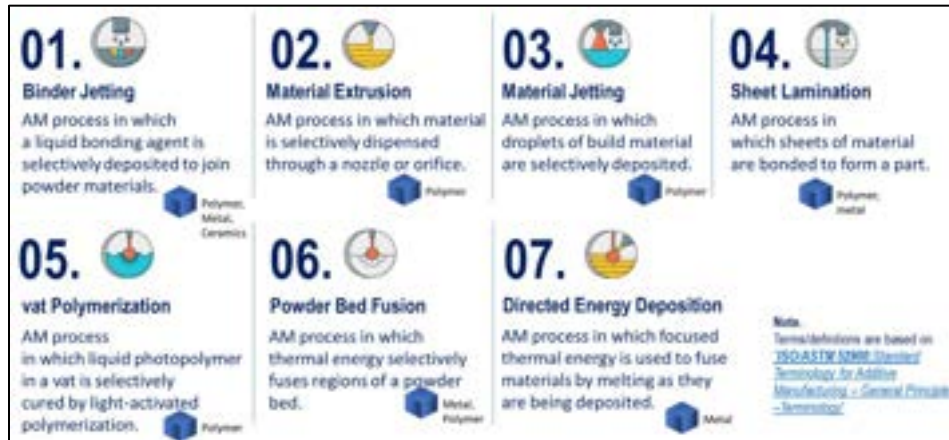 01.
Binder Jetting
AM process in which
a liquid bonding agent is
selectively deposited to join
powder materials.
Polymer,
Metal,
Ceramics
02.
Material Extrusion
AM process in which material
is selectively dispensed
through a nozzle or orifice.
Polymer
03.
Material Jetting
AM process in which
droplets of build material
are selectively deposited.
Polymer
04.
Sheet Lamination
AM process in
which sheets of material
are bonded to form a part.
Polymer,
metal
05.
vat Polymerization
AM process
in which liquid photopolymer
in a vat is selectively
cured by light-activated
polymerization.
Polymer
06.
Powder Bed Fusion
AM process in which
thermal energy selectively
fuses regions of a powder
bed.
Metal,
Polymer
07.
Directed Energy Deposition
AM process in which focused
thermal energy is used to fuse
materials by melting as they
are being deposited.
Metal
Note.
Terms/definitions are based on
ISO/ASTM Standard
Terminology for Additive
Manufacturing – General Principles
– Terminology